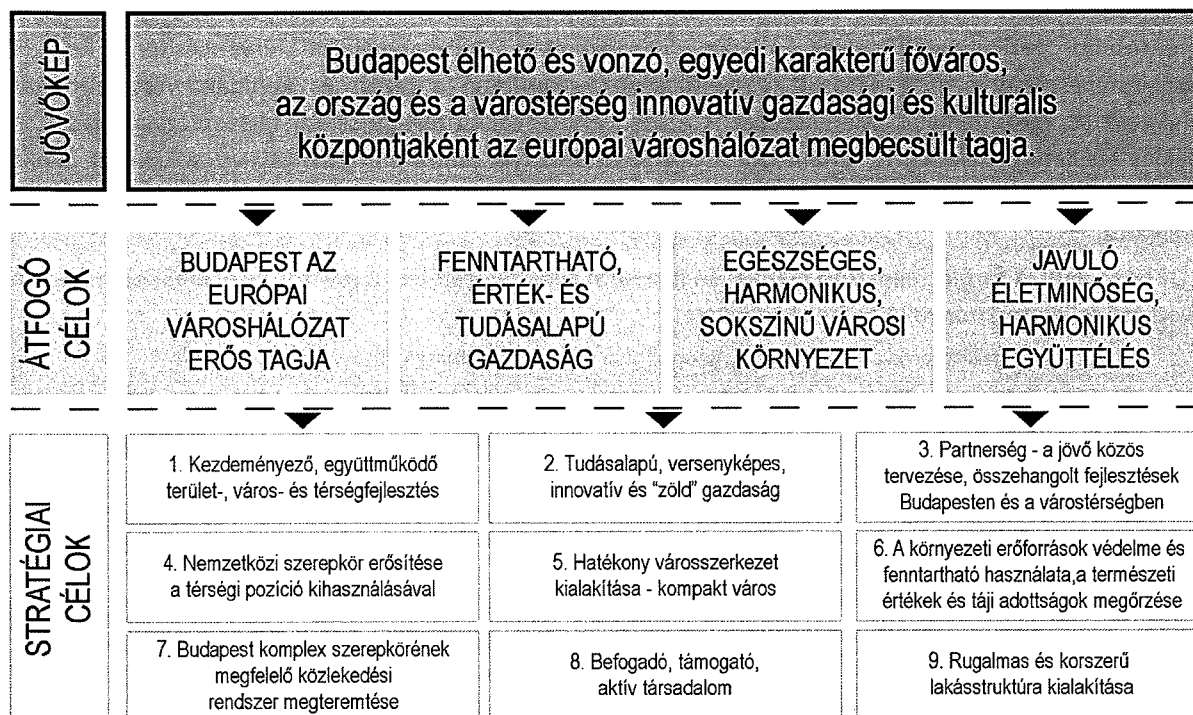 JÖVŐKÉP
Budapest élhető és vonzó, egyedi karakterű főváros,
az ország és a várostérség innovatív gazdasági és kulturális
központjaként az európai városhálózat megbecsült tagja.
ÁTFOGÓ
CÉLOK
BUDAPEST AZ
EURÓPAI
VÁROSHÁLÓZAT
ERŐS TAGJA
FENNTARTHATÓ,
ÉRTÉK- ÉS
TUDÁSALAPÚ
GAZDASÁG
EGÉSZSÉGES,
HARMONIKUS,
SOKSZÍNŰ VÁROSI
KÖRNYEZET
JAVULÓ
ÉLETMINŐSÉG,
HARMONIKUS
EGYÜTTÉLÉS
STRATÉGIAI
CÉLOK
1. Kezdeményező, együttműködő
terület-, város- és térségfejlesztés
2. Tudásalapú, versenyképes,
innovatív és "zöld" gazdaság
3. Partnerség - a jövő közös
tervezése, összehangolt fejlesztések
Budapesten és a várostérségben
4. Nemzetközi szerepkör erősítése
a térségi pozíció kihasználásával
5. Hatékony városszerkezet
kialakítása - kompakt város
6. A környezeti erőforrások védelme és
fenntartható használata,a természeti
értékek és táji adottságok megőrzése
7. Budapest komplex szerepkörének
megfelelő közlekedési
rendszer megteremtése
8. Befogadó, támogató,
aktív társadalom
9. Rugalmas és korszerű
lakásstruktúra kialakítása